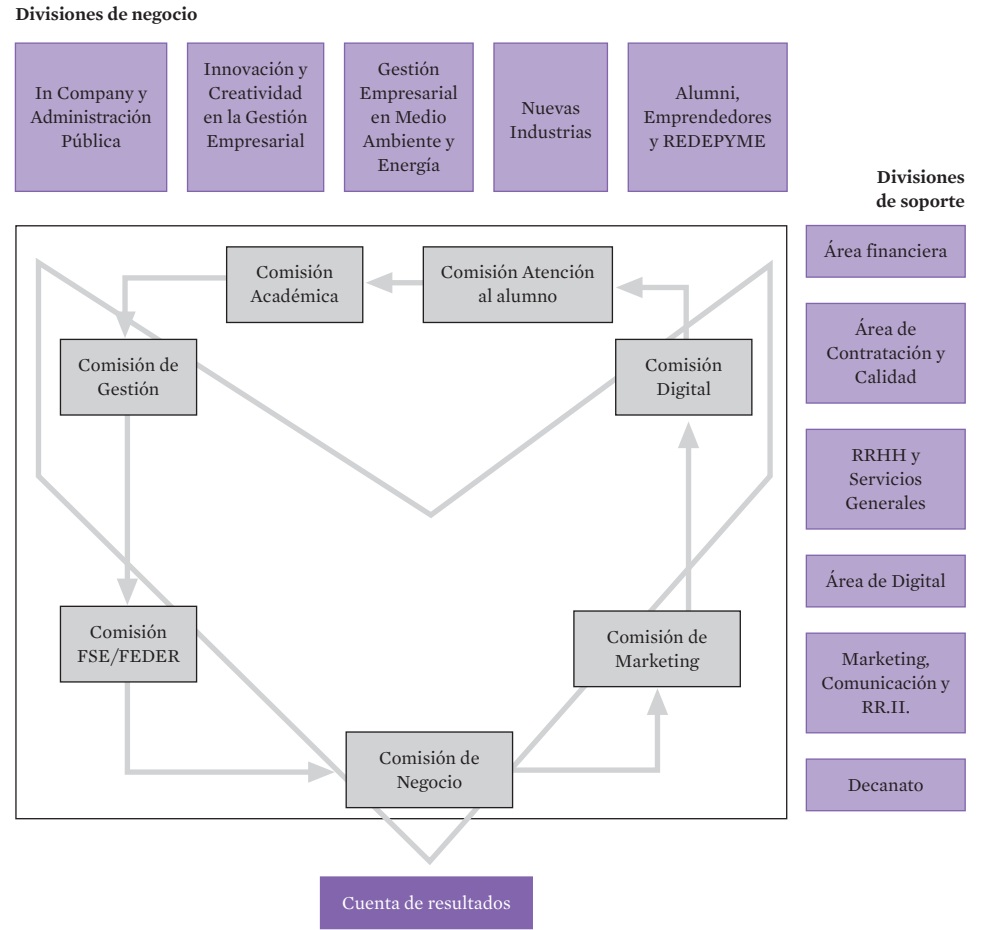 Divisiones de negocio
In Company y
Administración
Pública
Innovación y
Creatividad
en la Gestión
Empresarial
Gestión
Empresarial
en Medio
Ambiente y
Energía
Nuevas
Industrias
Alumni,
Emprendedores
y REDEPYME
Divisiones
de soporte
Área financiera
Área de
Contratación y
Calidad
RRHH y
Servicios
Generales
Área de Digital
Marketing,
Comunicación y
RR.II.
Decanato
Comisión
Académica
Comisión Atención
al alumno
Comisión de
Gestión
Comisión
Digital
Comisión
FSE/FEDER
Comisión de
Marketing
Comisión de
Negocio
Cuenta de resultados